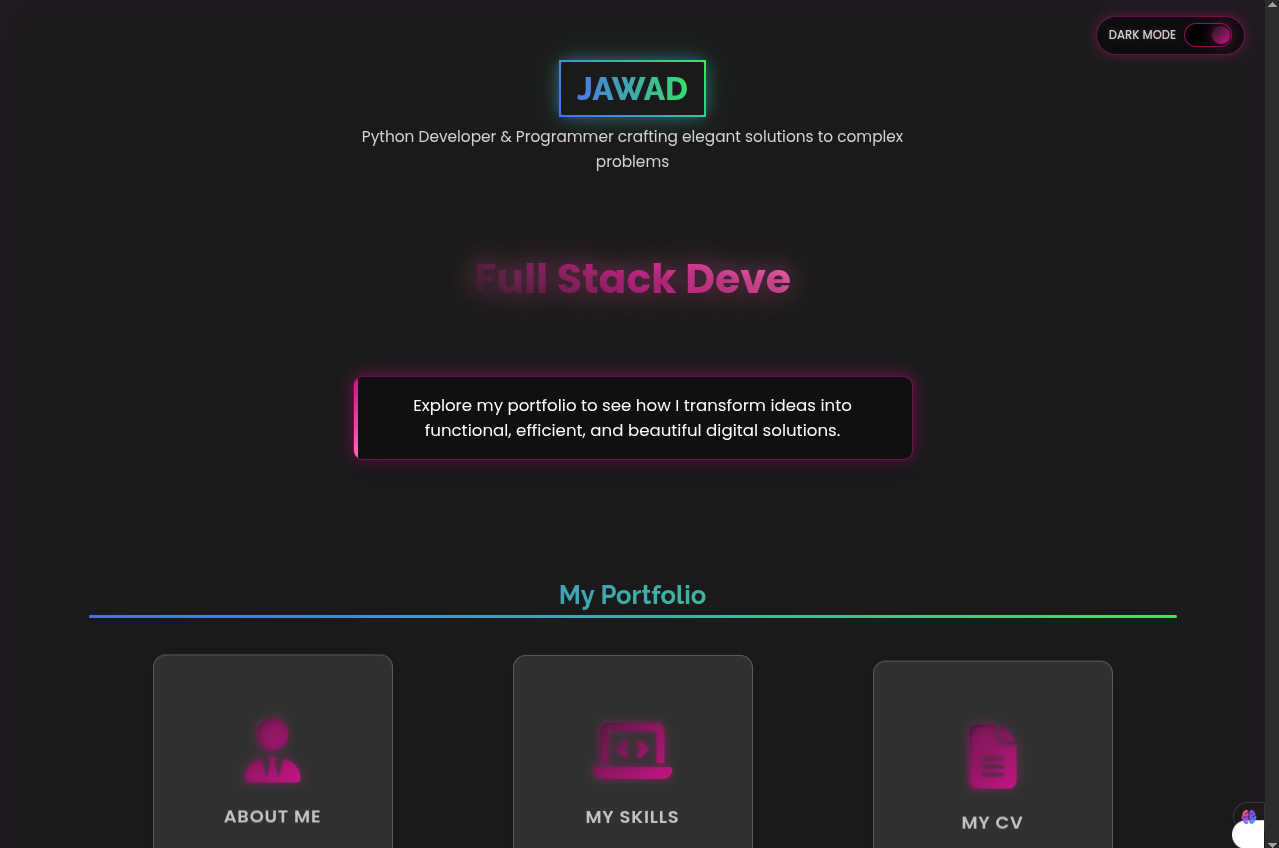 DARK MODE
JAWAD
Python Developer & Programmer crafting elegant solutions to complex
problems
Full Stack Deve
Explore my portfolio to see how I transform ideas into
functional, efficient, and beautiful digital solutions.
My Portfolio
ABOUT ME
MY SKILLS
MY CV